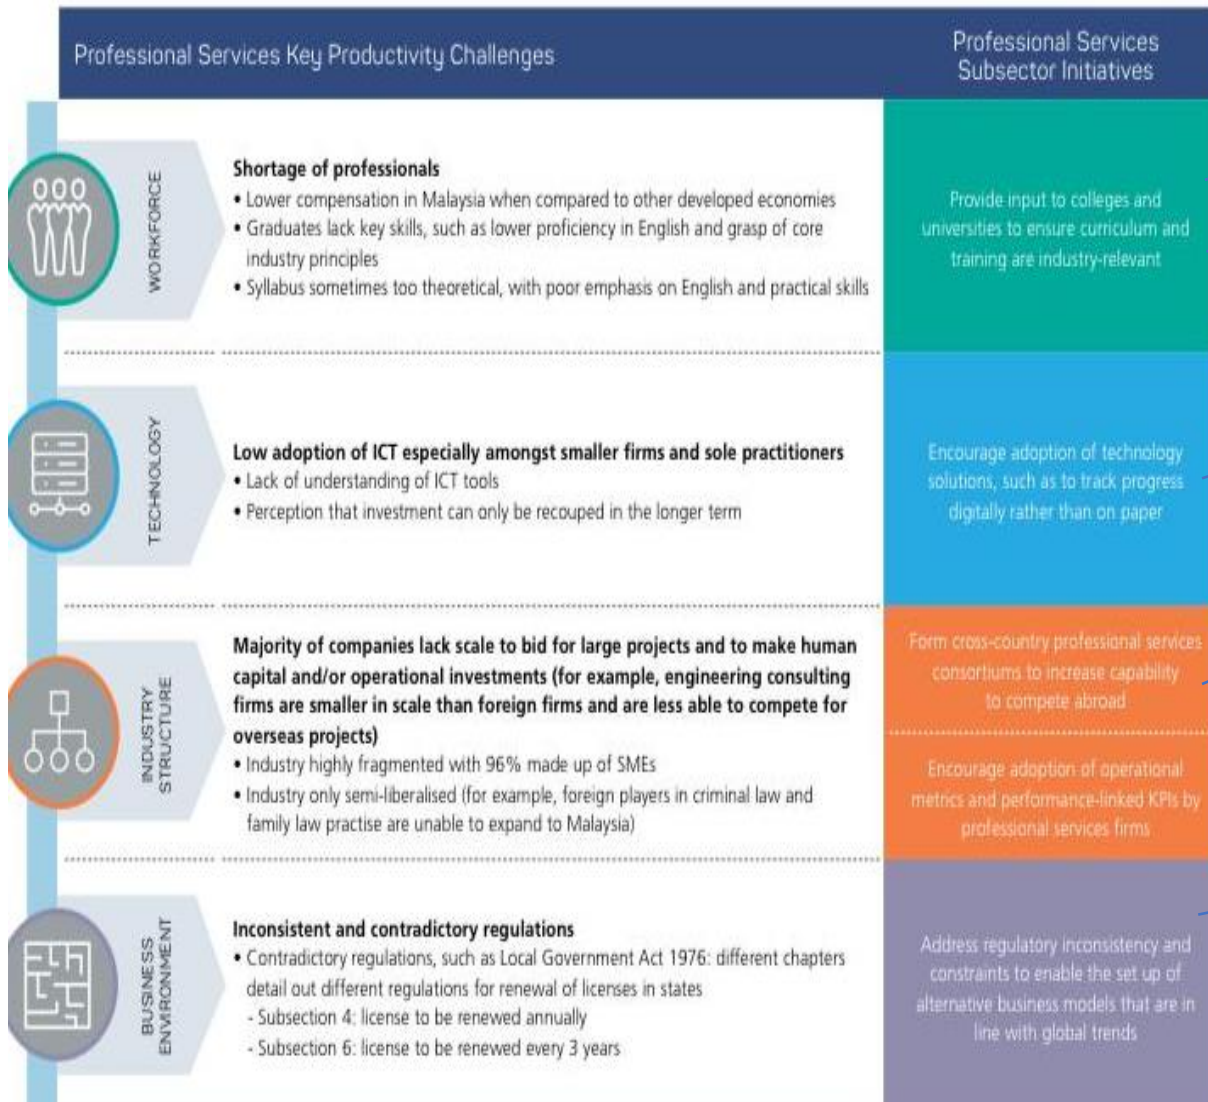 Professional Services Key Productivity Challenges
Professional Services
Subsector Initiatives
WORKFORCE
Shortage of professionals
• Lower compensation in Malaysia when compared to other developed economies
• Graduates lack key skills, such as lower proficiency in English and grasp of core
industry principles
• Syllabus sometimes too theoretical, with poor emphasis on English and practical skills
Provide input to colleges and
universities to ensure curriculum and
training are industry-relevant
TECHNOLOGY
Low adoption of ICT especially amongst smaller firms and sole practitioners
• Lack of understanding of ICT tools
• Perception that investment can only be recouped in the longer term
Encourage adoption of technology
solutions, such as to track progress
digitally rather than on paper
INDUSTRY
STRUCTURE
Majority of companies lack scale to bid for large projects and to make human
capital and/or operational investments (for example, engineering consulting
firms are smaller in scale than foreign firms and are less able to compete for
overseas projects)
• Industry highly fragmented with 96% made up of SMEs
• Industry only semi-liberalised (for example, foreign players in criminal law and
family law practise are unable to expand to Malaysia)
Form cross-country professional services
consortiums to increase capability
to compete abroad
Encourage adoption of operational
metrics and performance-linked KPIs by
professional services firms
BUSINESS
ENVIRONMENT
Inconsistent and contradictory regulations
• Contradictory regulations, such as Local Government Act 1976: different chapters
detail out different regulations for renewal of licenses in states
- Subsection 4: license to be renewed annually
- Subsection 6: license to be renewed every 3 years
Address regulatory inconsistency and
constraints to enable the set up of
alternative business models that are in
line with global trends